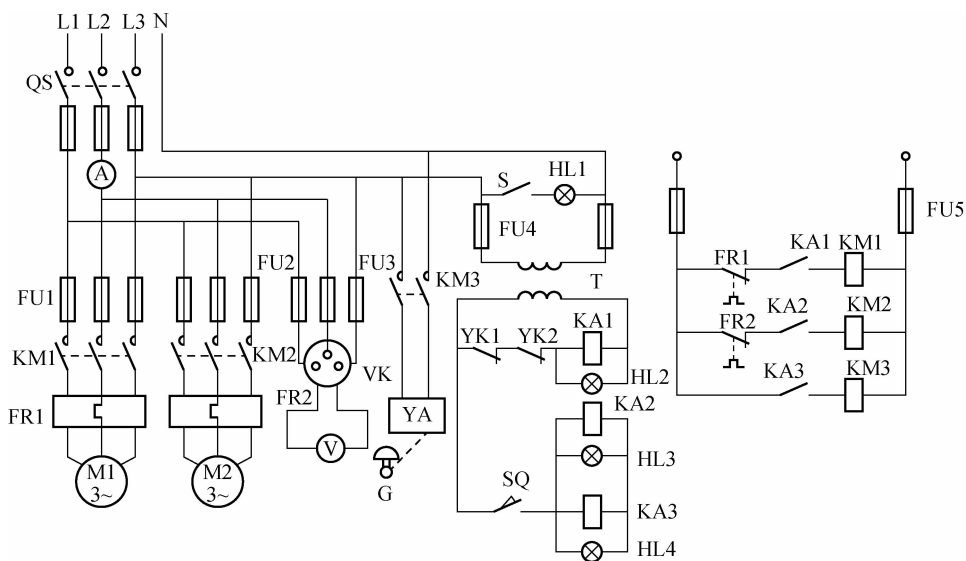 L1 L2 L3 N
QS
A
S HL1
FU4
FU5
FU2 FU3
FU1
KM3
T
FR1 KA1 KM1
KM1 KM2
VK
YK1 YK2 KA1
FR2 KA2 KM2
HL2
KA3 KM3
FR1
FR2
YA
KA2
V
M1
3~
M2
3~
G
HL3
SQ
KA3
HL4